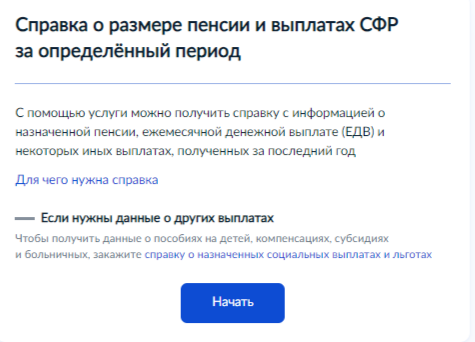 Справка о размере пенсии и выплатах СФР
за определённый период
С помощью услуги можно получить справку с информацией о
назначенной пенсии, ежемесячной денежной выплате (ЕДВ) и
некоторых иных выплатах, полученных за последний год
Для чего нужна справка
Если нужны данные о других выплатах
Чтобы получить данные о пособиях на детей, компенсациях, субсидиях
и больничных, закажите справку о назначенных социальных выплатах и льготах
Начать